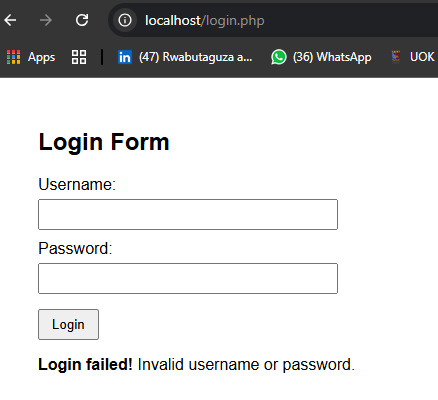 localhost/login.php
Apps
(47) Rwabutaguza a...
(36) WhatsApp
UOK
Login Form
Username:
Password:
Login
Login failed! Invalid username or password.